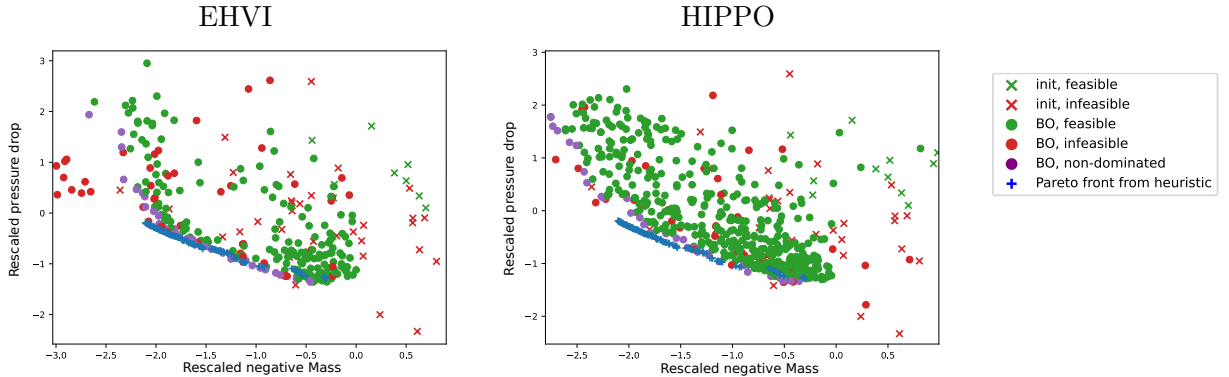 EHVI
HIPPO
3
2
1
0
−1
−2
Rescaled pressure drop
−3.0 −2.5 −2.0 −1.5 −1.0 −0.5 0.0 0.5
Rescaled negative Mass
3
2
1
0
−1
−2
Rescaled pressure drop
−2.5 −2.0 −1.5 −1.0 −0.5 0.0 0.5
Rescaled negative Mass
init, feasible
init, infeasible
BO, feasible
BO, infeasible
BO, non-dominated
Pareto front from heuristic